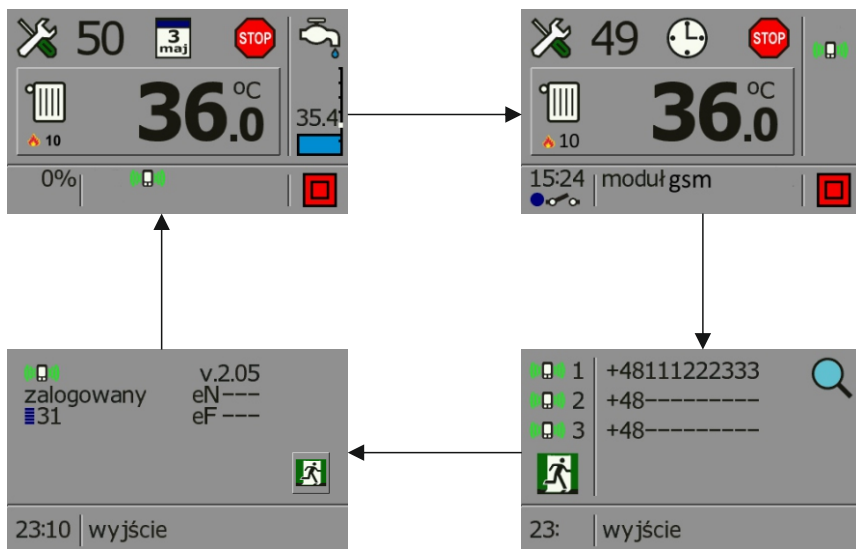 50 3 maj STOP
36.0 °C
10
35.4
0%
49 STOP
36.0 °C
10
15:24 moduł gsm
zalogowany v.2.05
31 eN---
eF---
23:10 wyjście
1 +48111222333
2 +48---------
3 +48---------
23: wyjście